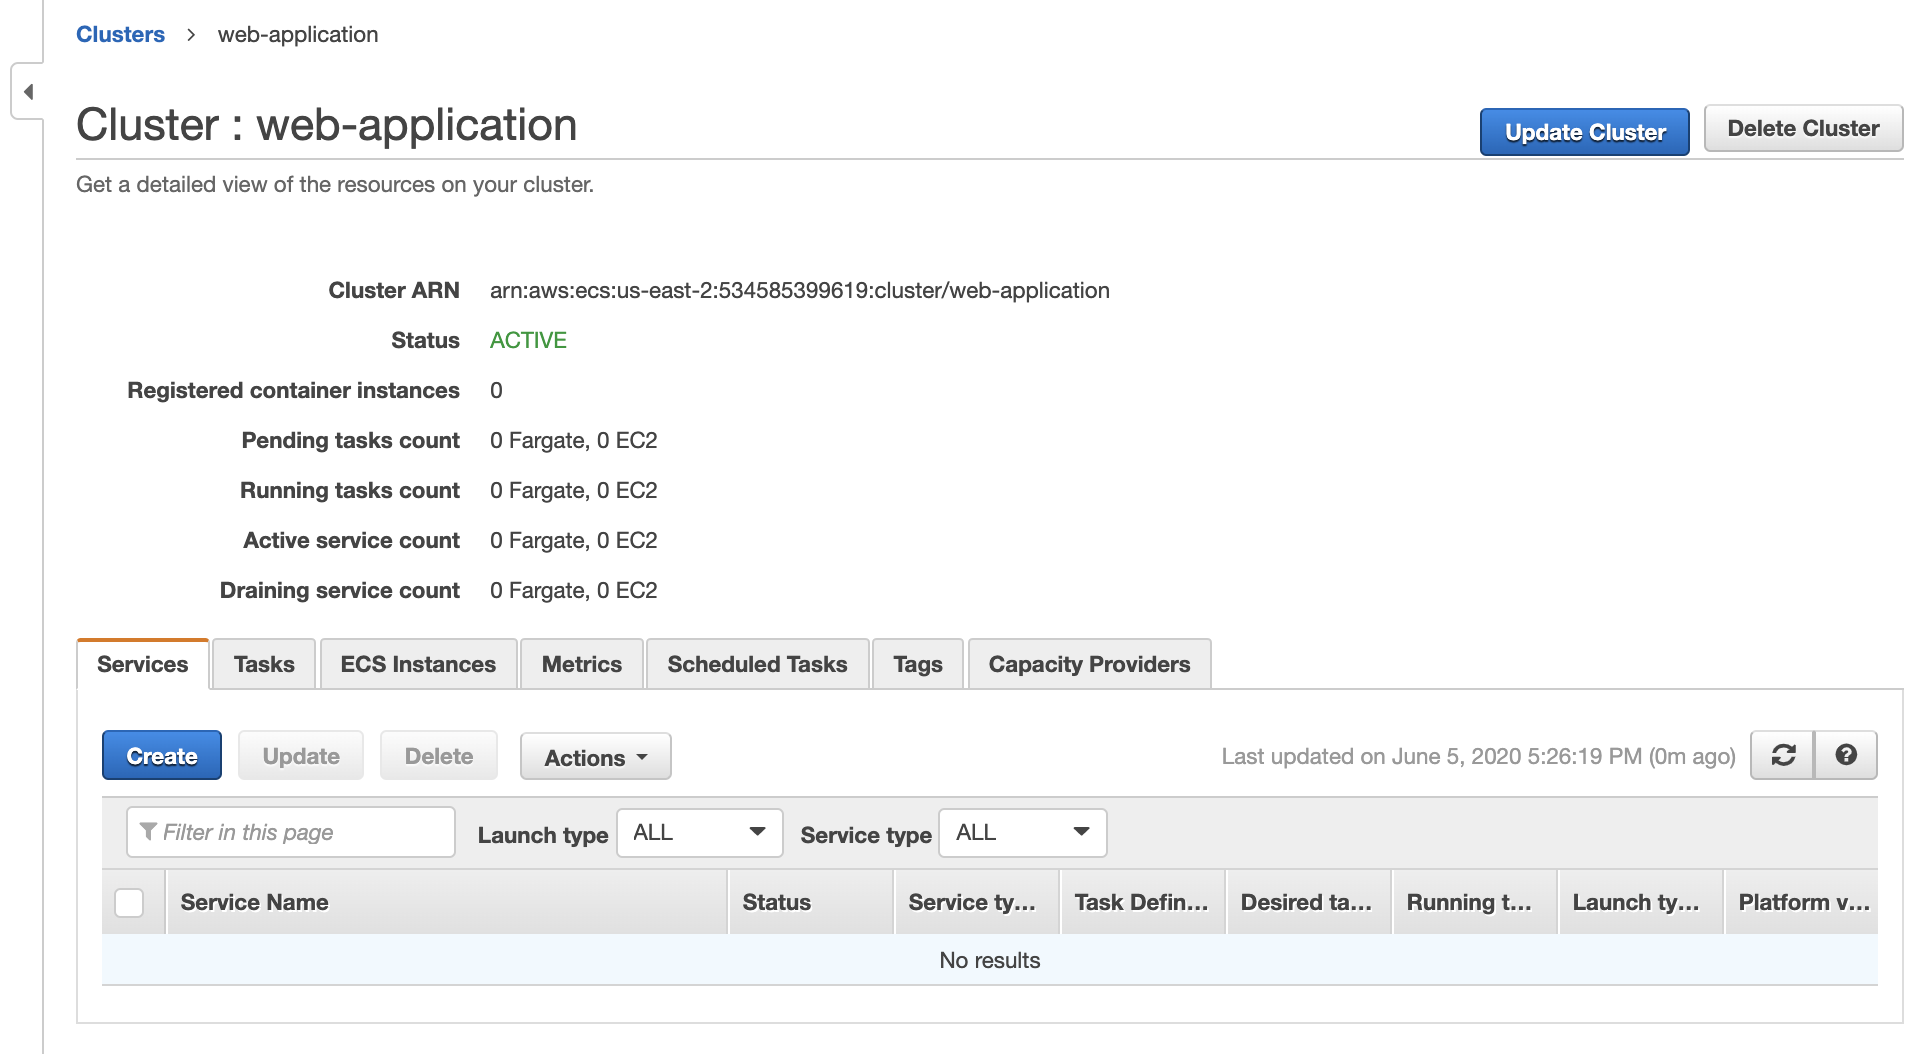 Clusters > web-application
Cluster : web-application
Update Cluster
Delete Cluster
Get a detailed view of the resources on your cluster.
Cluster ARN arn:aws:ecs:us-east-2:534585399619:cluster/web-application
Status ACTIVE
Registered container instances 0
Pending tasks count 0 Fargate, 0 EC2
Running tasks count 0 Fargate, 0 EC2
Active service count 0 Fargate, 0 EC2
Draining service count 0 Fargate, 0 EC2
Services Tasks ECS Instances Metrics Scheduled Tasks Tags Capacity Providers
Create Update Delete Actions Last updated on June 5, 2020 5:26:19 PM (0m ago) ?
Filter in this page Launch type ALL Service type ALL
Service Name Status Service ty... Task Defin... Desired ta... Running t... Launch ty... Platform v...
No results